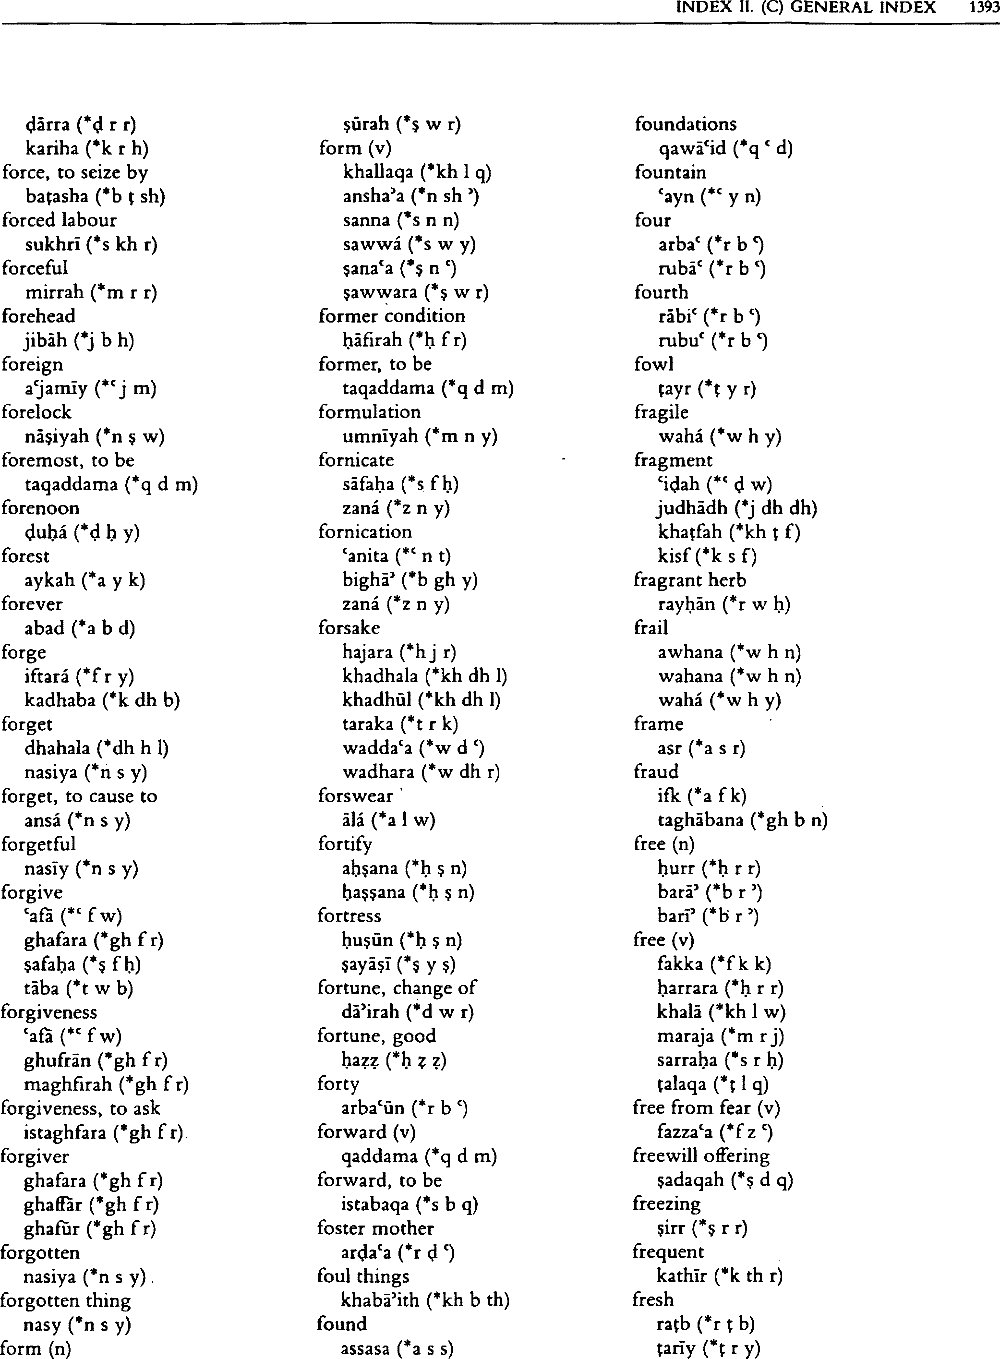 INDEX II. (C) GENERAL INDEX 1393
ḍārra (*ḍ r r)
kariha (*k r h)
force, to seize by
baṭasha (*b ṭ sh)
forced labour
sukhrī (*s kh r)
forceful
mirrah (*m r r)
forehead
jibāh (*j b h)
foreign
aʿjamīy (*ʿ j m)
forelock
nāṣiyah (*n ṣ w)
foremost, to be
taqaddama (*q d m)
forenoon
ḍuḥá (*ḍ ḥ y)
forest
aykah (*a y k)
forever
abad (*a b d)
forge
iftará (*f r y)
kadhaba (*k dh b)
forget
dhahala (*dh h l)
nasiya (*n s y)
forget, to cause to
ansá (*n s y)
forgetful
nasīy (*n s y)
forgive
ʿafā (*ʿ f w)
ghafara (*gh f r)
ṣafaḥa (*ṣ f ḥ)
tāba (*t w b)
forgiveness
ʿafā (*ʿ f w)
ghufrān (*gh f r)
maghfirah (*gh f r)
forgiveness, to ask
istaghfara (*gh f r)
forgiver
ghafara (*gh f r)
ghaffār (*gh f r)
ghafūr (*gh f r)
forgotten
nasiya (*n s y)
forgotten thing
nasy (*n s y)
form (n)
ṣūrah (*ṣ w r)
form (v)
khallaqa (*kh l q)
anshaʾa (*n sh ʾ)
sanna (*s n n)
sawwá (*s w y)
ṣanaʿa (*ṣ n ʿ)
ṣawwara (*ṣ w r)
former condition
ḥāfirah (*ḥ f r)
former, to be
taqaddama (*q d m)
formulation
umnīyah (*m n y)
fornicate
sāfaḥa (*s f ḥ)
zaná (*z n y)
fornication
ʿanita (*ʿ n t)
bighāʾ (*b gh y)
zaná (*z n y)
forsake
hajara (*h j r)
khadhala (*kh dh l)
khadhūl (*kh dh l)
taraka (*t r k)
waddaʿa (*w d ʿ)
wadhara (*w dh r)
forswear
ālá (*a l w)
fortify
aḥṣana (*ḥ ṣ n)
ḥaṣṣana (*ḥ ṣ n)
fortress
ḥuṣūn (*ḥ ṣ n)
ṣayāṣī (*ṣ y ṣ)
fortune, change of
dāʾirah (*d w r)
fortune, good
ḥaẓẓ (*ḥ ẓ ẓ)
forty
arbaʿūn (*r b ʿ)
forward (v)
qaddama (*q d m)
forward, to be
istabaqa (*s b q)
foster mother
arḍaʿa (*r ḍ ʿ)
foul things
khabāʾith (*kh b th)
found
assasa (*a s s)
foundations
qawāʿid (*q ʿ d)
fountain
ʿayn (*ʿ y n)
four
arbaʿ (*r b ʿ)
rubāʿ (*r b ʿ)
fourth
rābiʿ (*r b ʿ)
rubuʿ (*r b ʿ)
fowl
ṭayr (*ṭ y r)
fragile
wahá (*w h y)
fragment
ʿiḍah (*ʿ ḍ w)
judhādh (*j dh dh)
khaṭfah (*kh ṭ f)
kisf (*k s f)
fragrant herb
rayḥān (*r w ḥ)
frail
awhana (*w h n)
wahana (*w h n)
wahá (*w h y)
frame
asr (*a s r)
fraud
ifk (*a f k)
taghābana (*gh b n)
free (n)
ḥurr (*ḥ r r)
barāʾ (*b r ʾ)
barīʾ (*b r ʾ)
free (v)
fakka (*f k k)
ḥarrara (*ḥ r r)
khalā (*kh l w)
maraja (*m r j)
sarraḥa (*s r ḥ)
ṭalaqa (*ṭ l q)
free from fear (v)
fazzaʿa (*f z ʿ)
freewill offering
ṣadaqah (*ṣ d q)
freezing
ṣirr (*ṣ r r)
frequent
kathīr (*k th r)
fresh
raṭb (*r ṭ b)
ṭarīy (*ṭ r y)